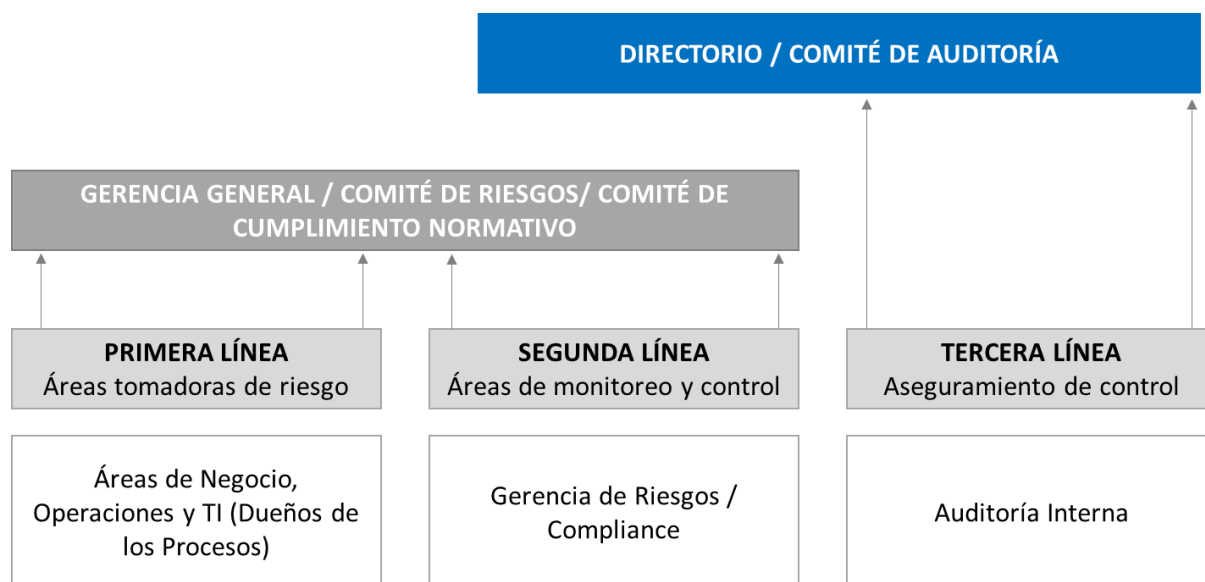 DIRECTORIO / COMITÉ DE AUDITORÍA
GERENCIA GENERAL / COMITÉ DE RIESGOS/ COMITÉ DE
CUMPLIMIENTO NORMATIVO
PRIMERA LÍNEA
Áreas tomadoras de riesgo
SEGUNDA LÍNEA
Áreas de monitoreo y control
TERCERA LÍNEA
Aseguramiento de control
Áreas de Negocio,
Operaciones y TI (Dueños de
los Procesos)
Gerencia de Riesgos /
Compliance
Auditoría Interna